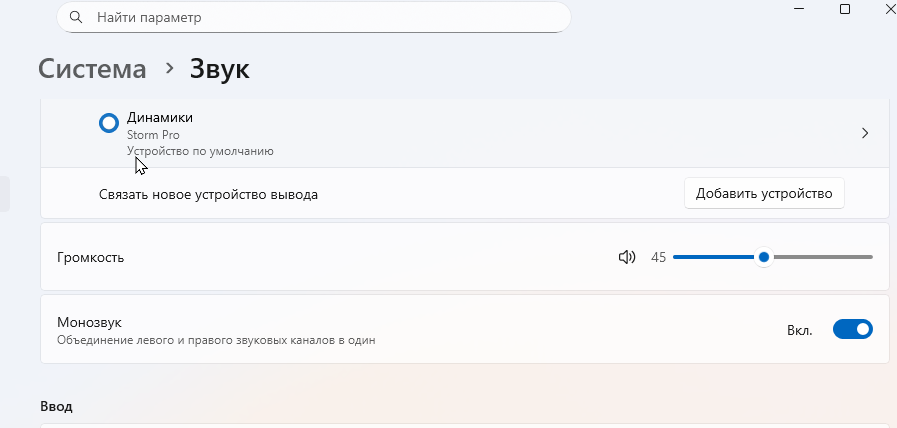 Найти параметр
Система > Звук
Динамики
Storm Pro
Устройство по умолчанию
Связать новое устройство вывода
Добавить устройство
Громкость
45
Монозвук
Объединение левого и правого звуковых каналов в один
Вкл.
Ввод